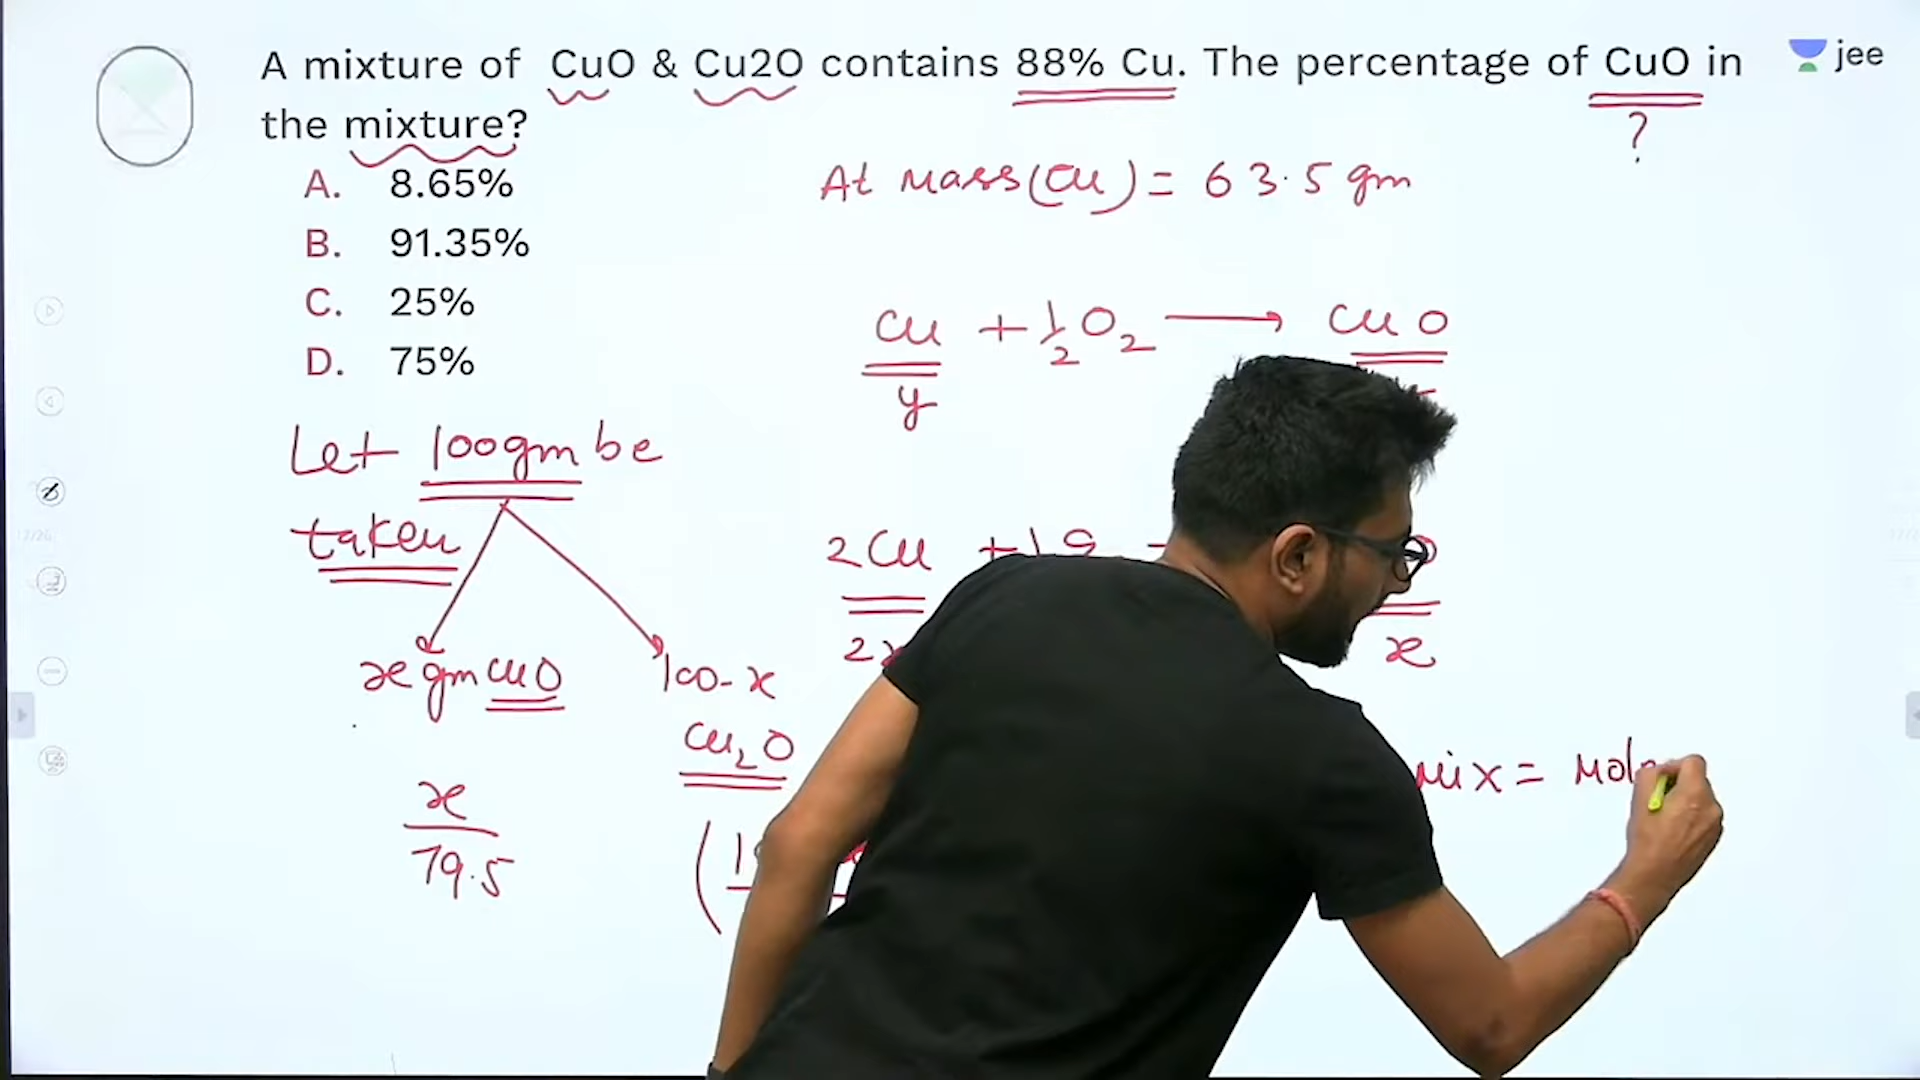 A mixture of CuO & Cu2O contains 88% Cu. The percentage of CuO in
the mixture?
jee
?
A. 8.65%
B. 91.35%
C. 25%
D. 75%
At mass(Cu) = 63.5 gm
Cu + 1/2 O2 → CuO
y
Let 100gm be
taken
2Cu
x
x gm CuO
100-x
Cu2O
x/79.5
mix =